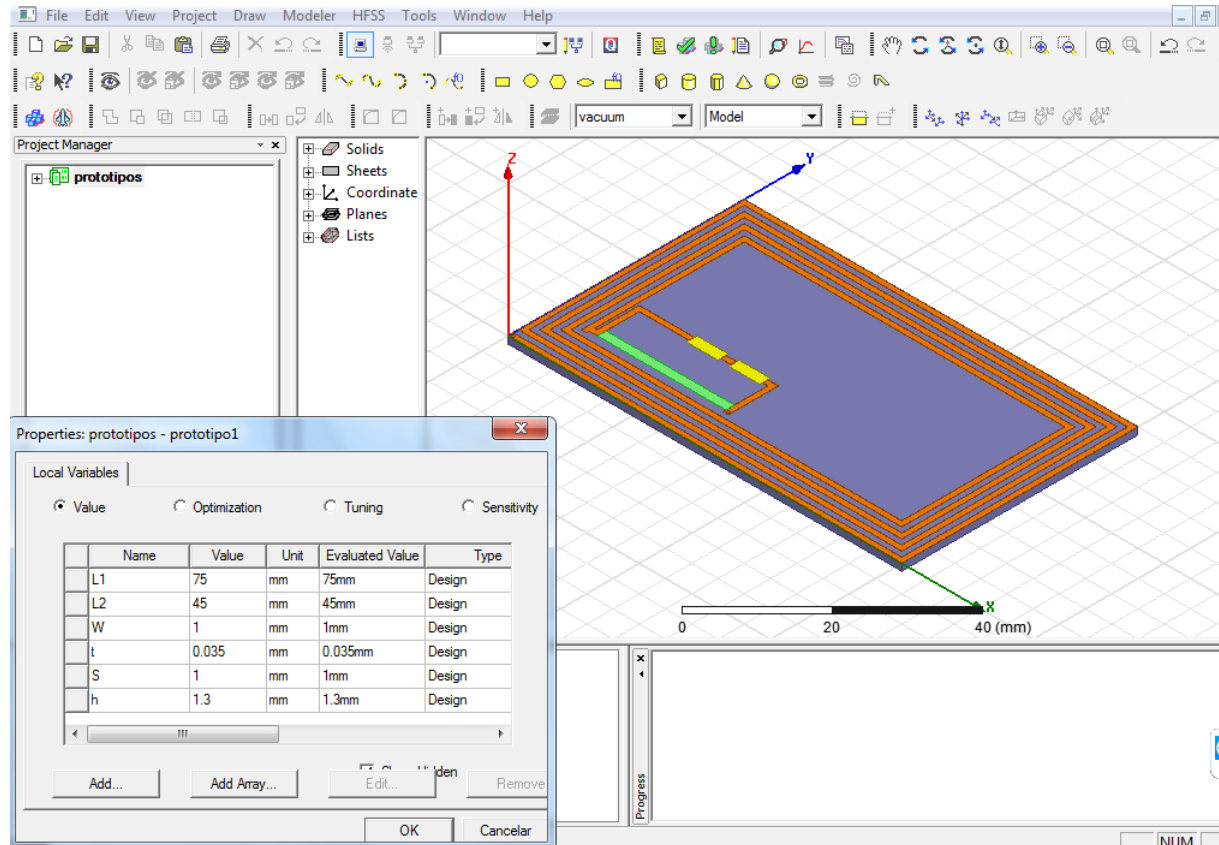 File Edit View Project Draw Modeler HFSS Tools Window Help
vacuum Model
Project Manager
prototipos
Solids
Sheets
Coordinate
Planes
Lists
Z
Y
X
0 20 40 (mm)
Properties: prototipos - prototipo1
Local Variables
Value Optimization Tuning Sensitivity
Name Value Unit Evaluated Value Type
L1 75 mm 75mm Design
L2 45 mm 45mm Design
W 1 mm 1mm Design
t 0.035 mm 0.035mm Design
S 1 mm 1mm Design
h 1.3 mm 1.3mm Design
Add... Add Array... Edit... Remove
OK Cancelar
Progress
NUM